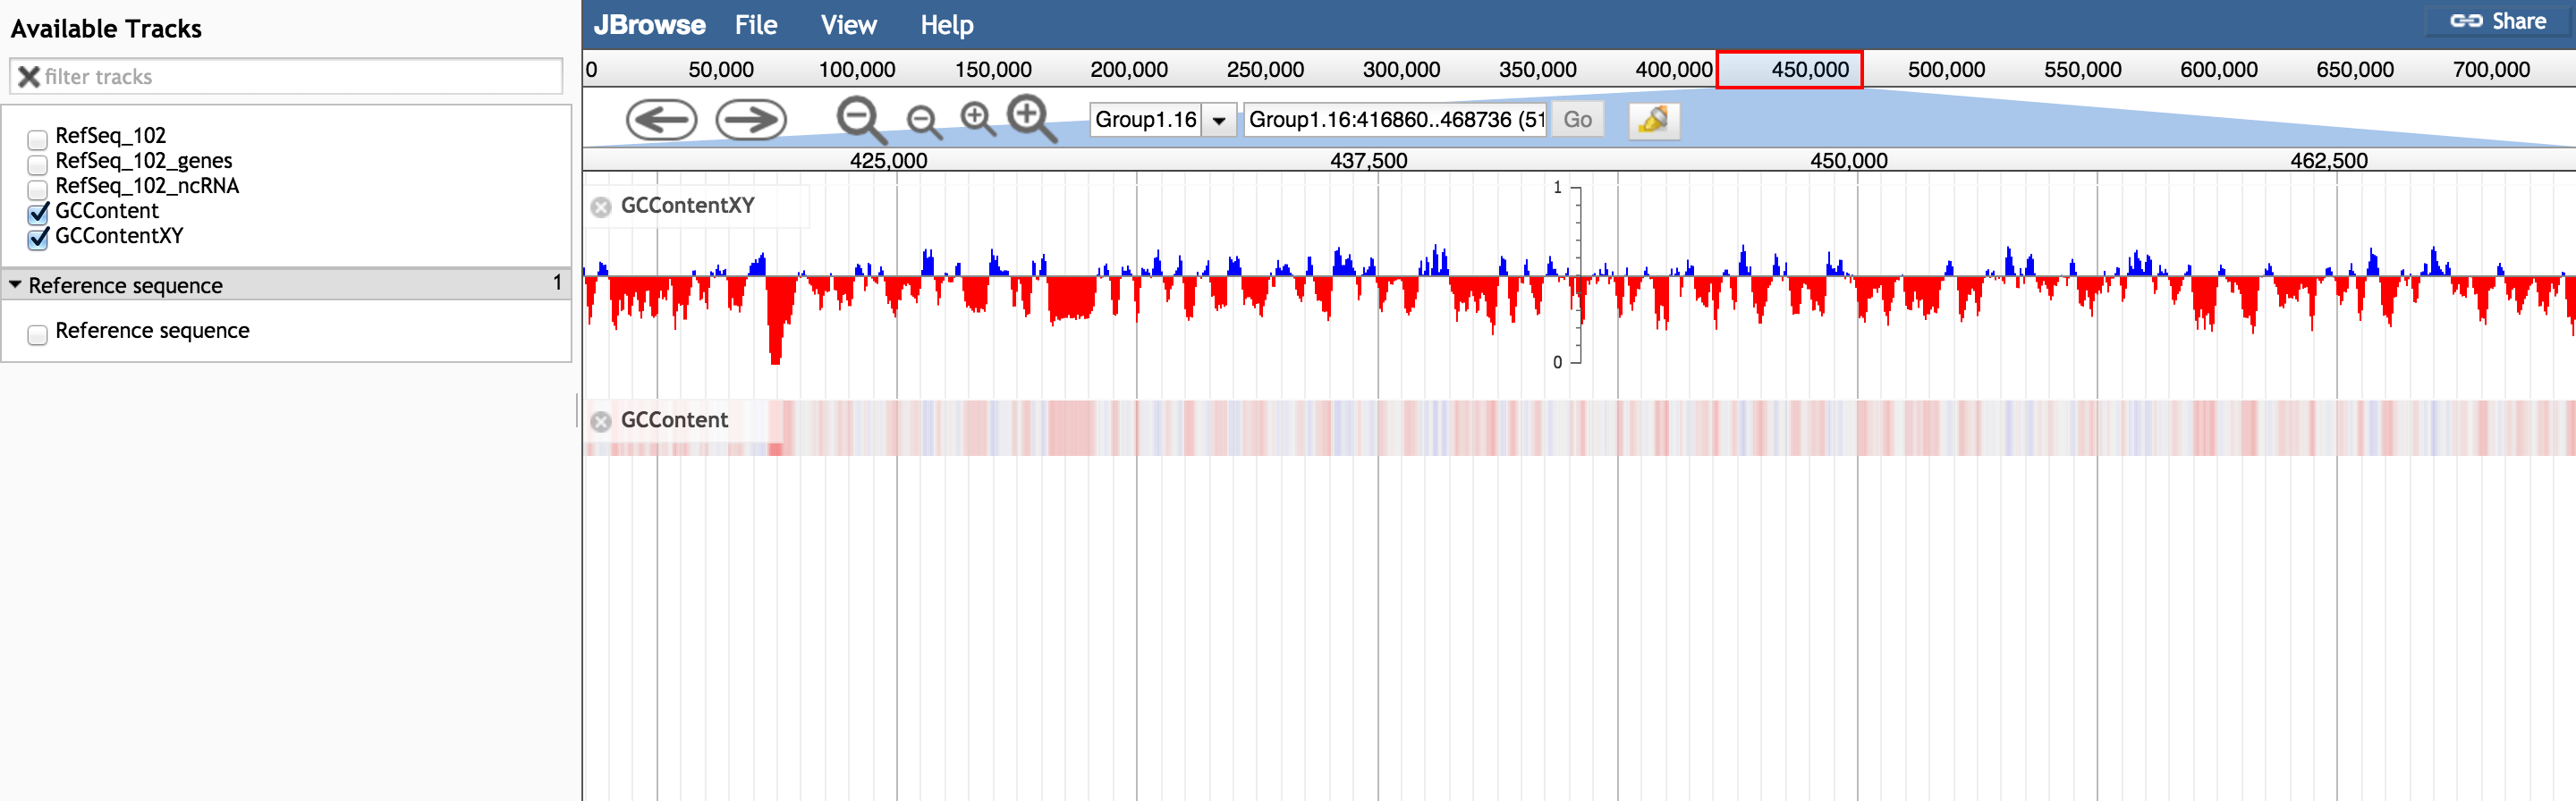 Available Tracks
filter tracks
RefSeq_102
RefSeq_102_genes
RefSeq_102_ncRNA
GCContent
GCContentXY
Reference sequence 1
Reference sequence
JBrowse File View Help Share
0 50,000 100,000 150,000 200,000 250,000 300,000 350,000 400,000 450,000 500,000 550,000 600,000 650,000 700,000
Group1.16 Group1.16:416860..468736 (51 Go
425,000 437,500 450,000 462,500
GCContentXY
1
0
GCContent